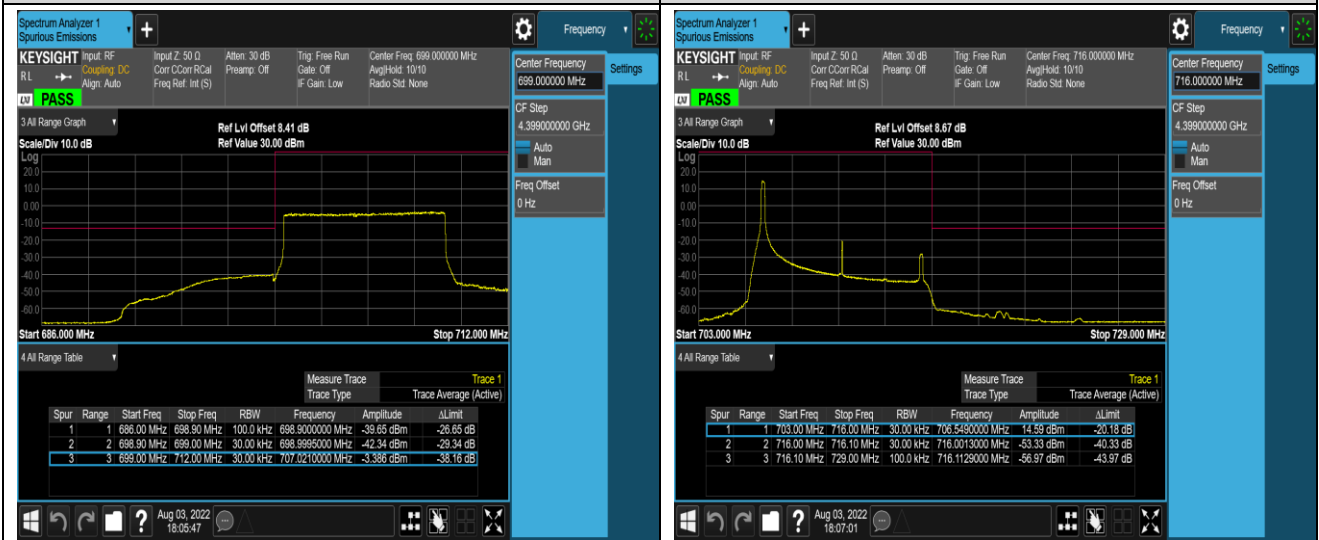 Spectrum Analyzer 1
Spurious Emissions
Frequency
KEYSIGHT
Input: RF
Coupling: DC
Align: Auto
Input Z: 50 Ω
Corr CCorr RCal
Freq Ref: Int (S)
Atten: 30 dB
Preamp: Off
Trig: Free Run
Gate: Off
IF Gain: Low
Center Freq: 699.000000 MHz
Avg|Hold: 10/10
Radio Std: None
R L
LXI
PASS
Center Frequency
699.000000 MHz
Settings
CF Step
4.399000000 GHz
Auto
Man
Freq Offset
0 Hz
3 All Range Graph
Ref Lvl Offset 8.41 dB
Scale/Div 10.0 dB
Ref Value 30.00 dBm
Log
20.0
10.0
0.00
-10.0
-20.0
-30.0
-40.0
-50.0
-60.0
Start 686.000 MHz
Stop 712.000 MHz
4 All Range Table
Measure Trace Trace 1
Trace Type Trace Average (Active)
Spur Range Start Freq Stop Freq RBW Frequency Amplitude ΔLimit
1 1 686.00 MHz 698.90 MHz 100.0 kHz 698.9000000 MHz -39.65 dBm -26.65 dB
2 2 698.90 MHz 699.00 MHz 30.00 kHz 698.9995000 MHz -42.34 dBm -29.34 dB
3 3 699.00 MHz 712.00 MHz 30.00 kHz 707.0210000 MHz -3.386 dBm -38.16 dB
?
Aug 03, 2022
18:05:47
Spectrum Analyzer 1
Spurious Emissions
Frequency
KEYSIGHT
Input: RF
Coupling: DC
Align: Auto
Input Z: 50 Ω
Corr CCorr RCal
Freq Ref: Int (S)
Atten: 30 dB
Preamp: Off
Trig: Free Run
Gate: Off
IF Gain: Low
Center Freq: 716.000000 MHz
Avg|Hold: 10/10
Radio Std: None
R L
LXI
PASS
Center Frequency
716.000000 MHz
Settings
CF Step
4.399000000 GHz
Auto
Man
Freq Offset
0 Hz
3 All Range Graph
Ref Lvl Offset 8.67 dB
Scale/Div 10.0 dB
Ref Value 30.00 dBm
Log
20.0
10.0
0.00
-10.0
-20.0
-30.0
-40.0
-50.0
-60.0
Start 703.000 MHz
Stop 729.000 MHz
4 All Range Table
Measure Trace Trace 1
Trace Type Trace Average (Active)
Spur Range Start Freq Stop Freq RBW Frequency Amplitude ΔLimit
1 1 703.00 MHz 716.00 MHz 30.00 kHz 706.5490000 MHz 14.59 dBm -20.18 dB
2 2 716.00 MHz 716.10 MHz 30.00 kHz 716.0013000 MHz -53.33 dBm -40.33 dB
3 3 716.10 MHz 729.00 MHz 100.0 kHz 716.1129000 MHz -56.97 dBm -43.97 dB
?
Aug 03, 2022
18:07:01